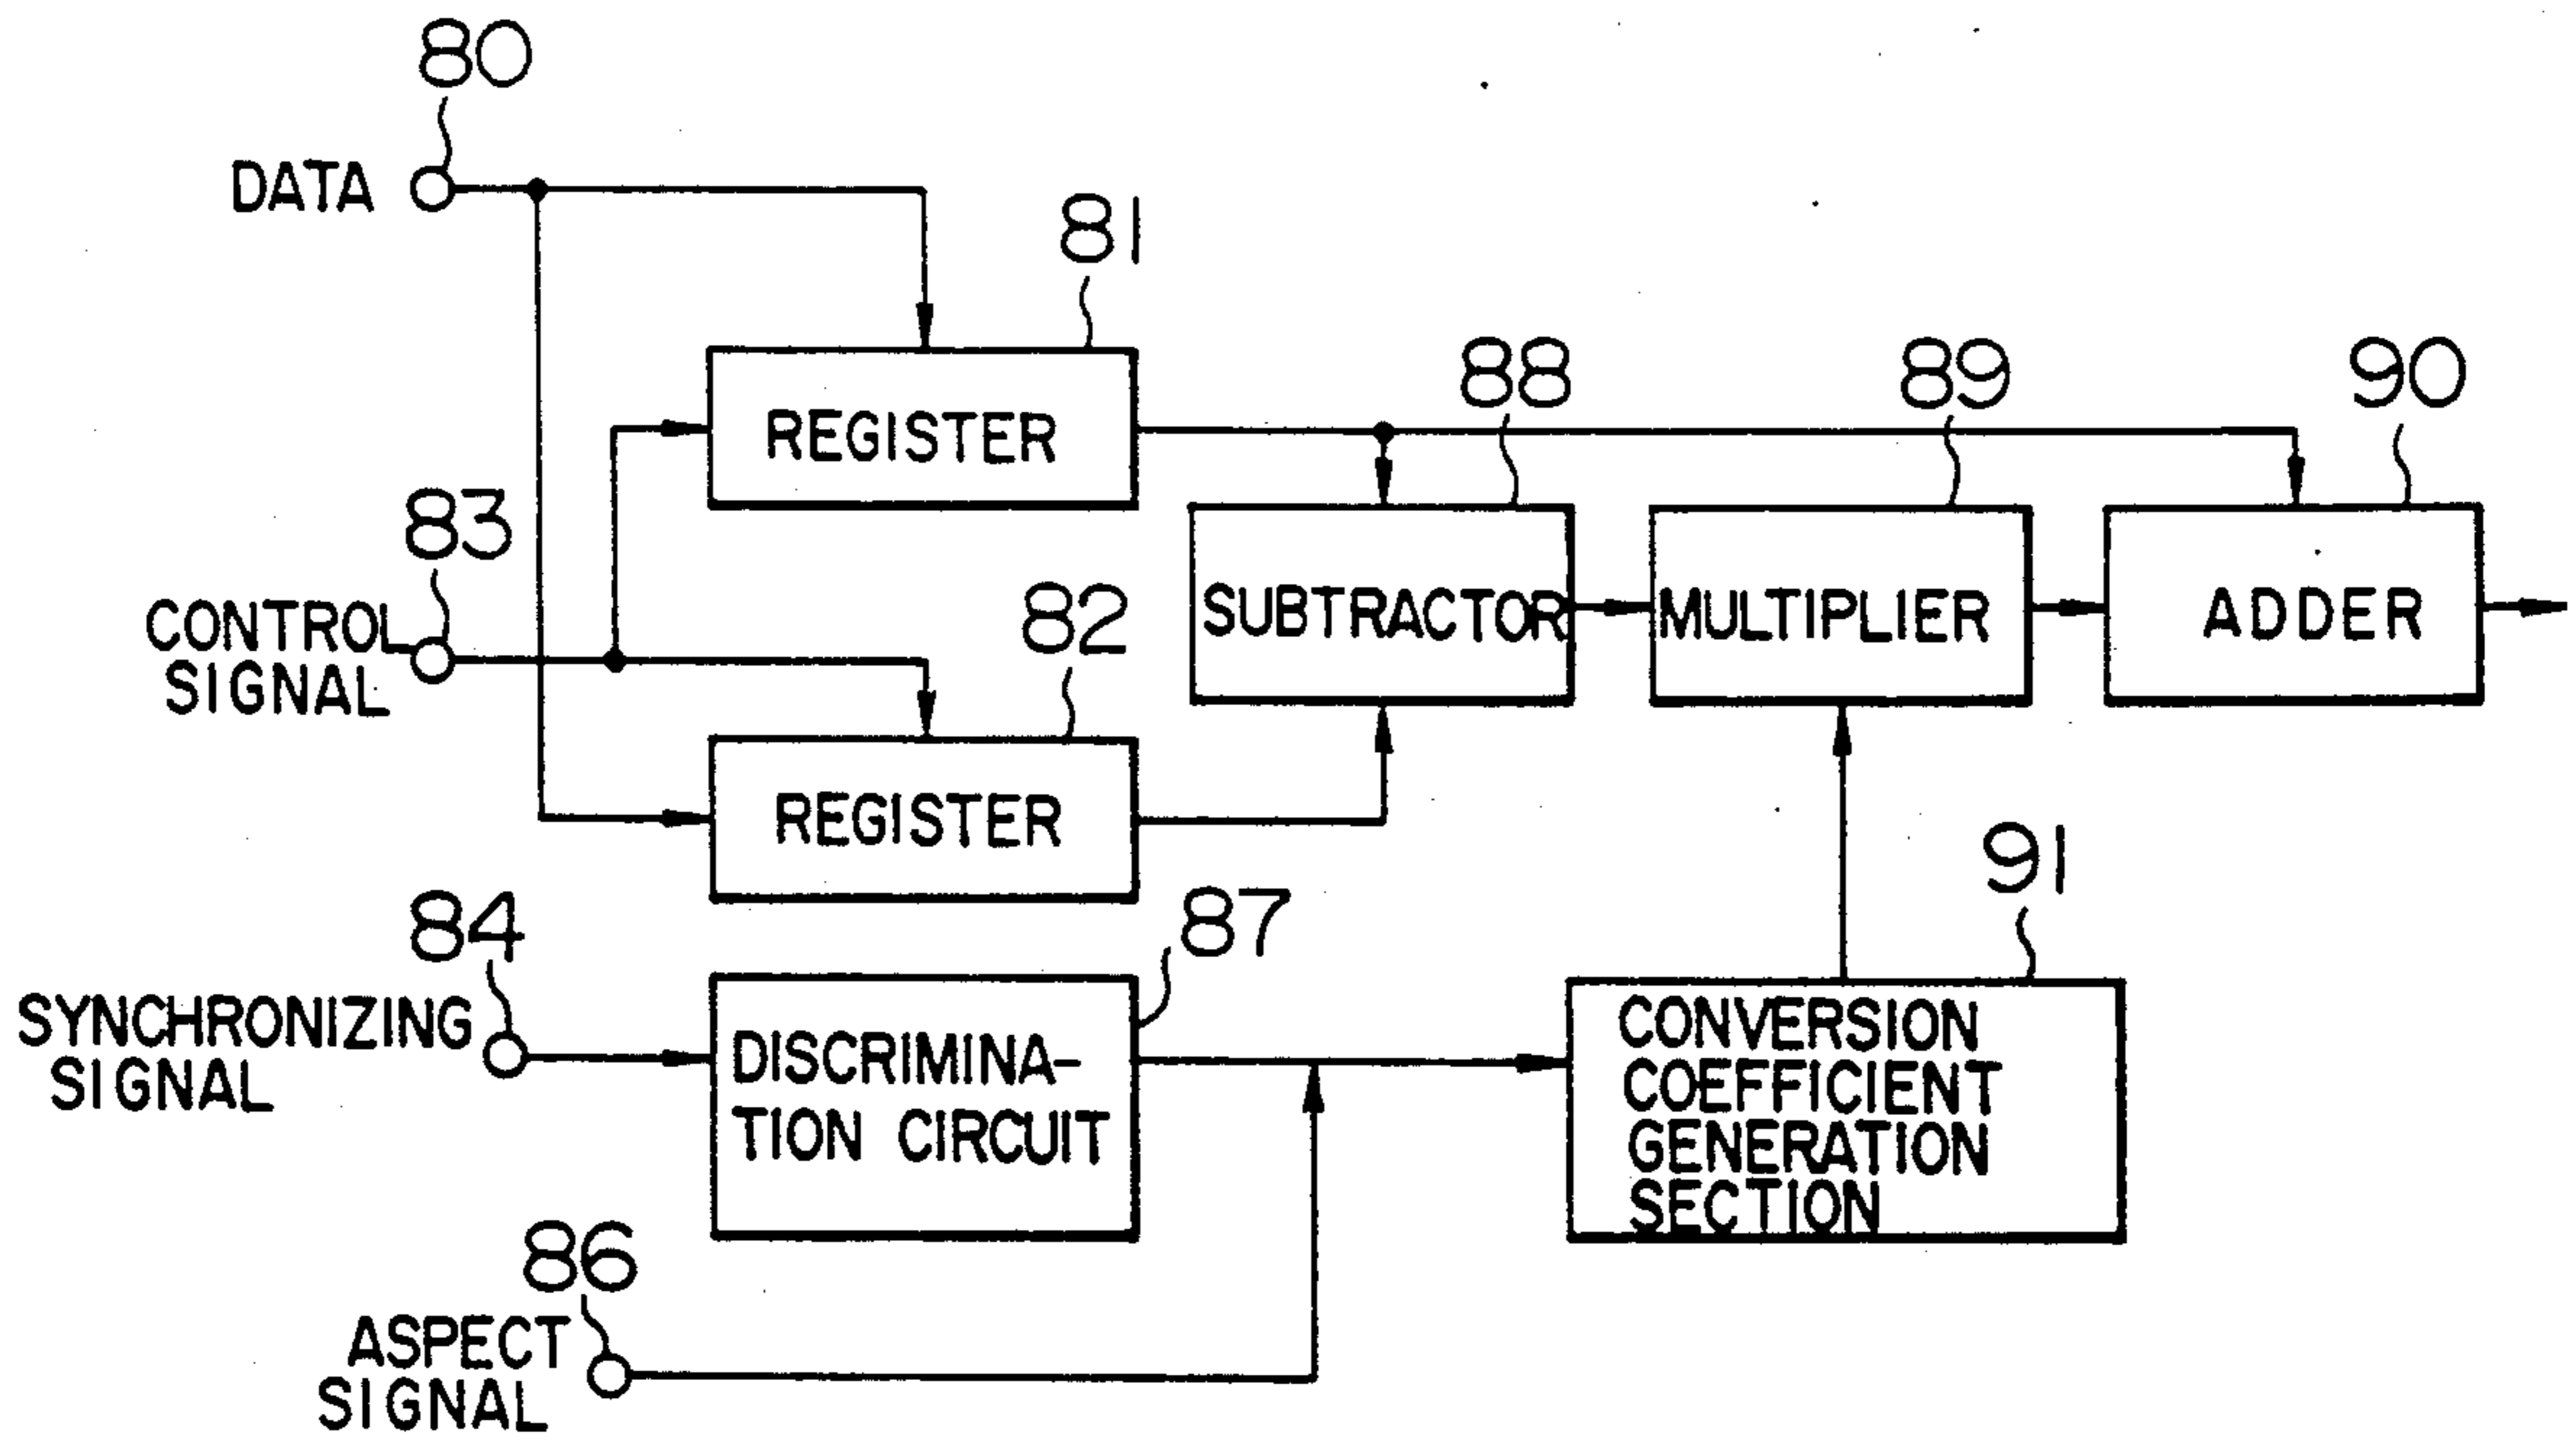 80
DATA
81
REGISTER
88
89
90
83
CONTROL
SIGNAL
82
SUBTRACTOR
MULTIPLIER
ADDER
REGISTER
84
87
91
SYNCHRONIZING
SIGNAL
DISCRIMINA-
TION CIRCUIT
CONVERSION
COEFFICIENT
GENERATION
SECTION
86
ASPECT
SIGNAL